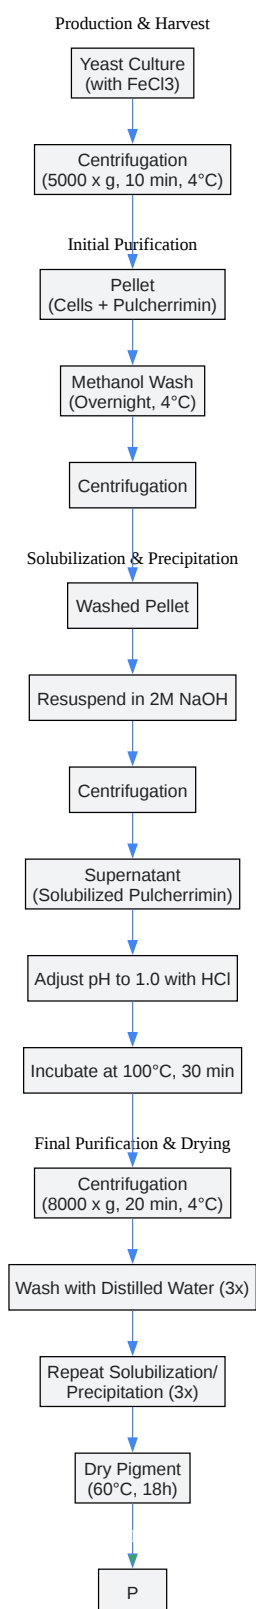 Production & Harvest
Yeast Culture
(with FeCl3)
Centrifugation
(5000 x g, 10 min, 4°C)
Initial Purification
Pellet
(Cells + Pulcherrimin)
Methanol Wash
(Overnight, 4°C)
Centrifugation
Solubilization & Precipitation
Washed Pellet
Resuspend in 2M NaOH
Centrifugation
Supernatant
(Solubilized Pulcherrimin)
Adjust pH to 1.0 with HCl
Incubate at 100°C, 30 min
Final Purification & Drying
Centrifugation
(8000 x g, 20 min, 4°C)
Wash with Distilled Water (3x)
Repeat Solubilization/
Precipitation (3x)
Dry Pigment
(60°C, 18h)
P